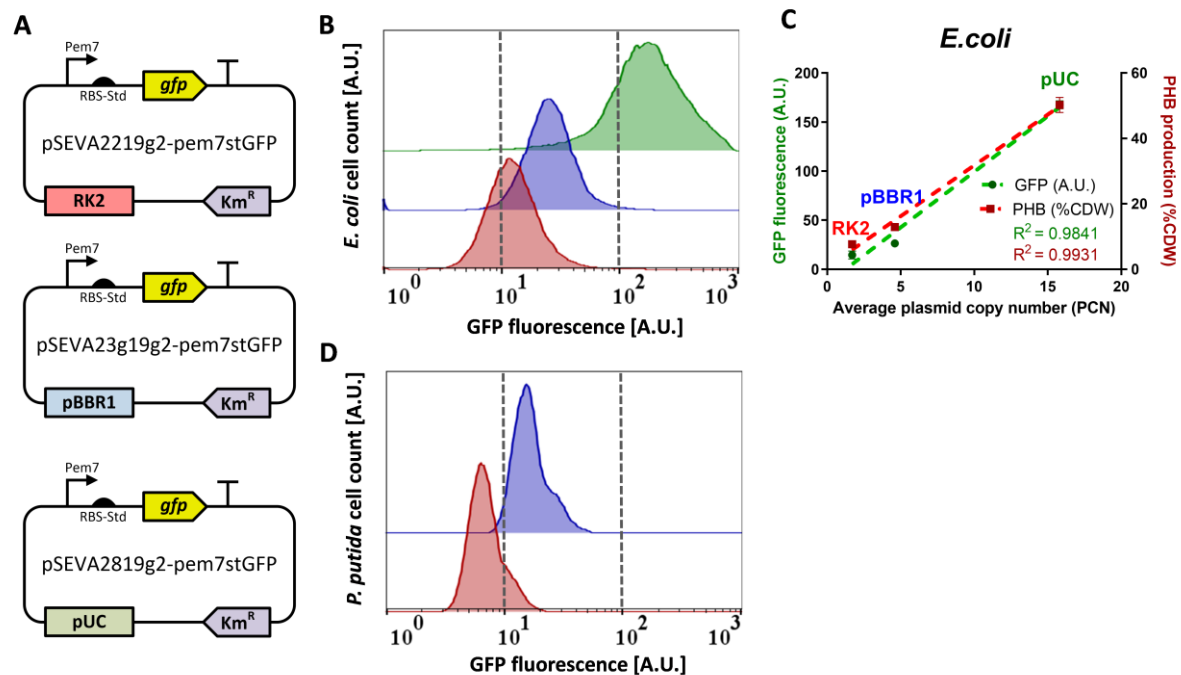 A
Pem7
RBS-Std
gfp
pSEVA2219g2-pem7stGFP
RK2
Km^R
Pem7
RBS-Std
gfp
pSEVA23g19g2-pem7stGFP
pBBR1
Km^R
Pem7
RBS-Std
gfp
pSEVA2819g2-pem7stGFP
pUC
Km^R
B
E. coli cell count [A.U.]
10^0 10^1 10^2 10^3
GFP fluorescence [A.U.]
C
E.coli
GFP fluorescence (A.U.)
200
150
100
50
0
PHB production (%CDW)
60
40
20
0
pUC
pBBR1
RK2
GFP (A.U.)
PHB (%CDW)
R^2 = 0.9841
R^2 = 0.9931
0 5 10 15 20
Average plasmid copy number (PCN)
D
P. putida cell count [A.U.]
10^0 10^1 10^2 10^3
GFP fluorescence [A.U.]